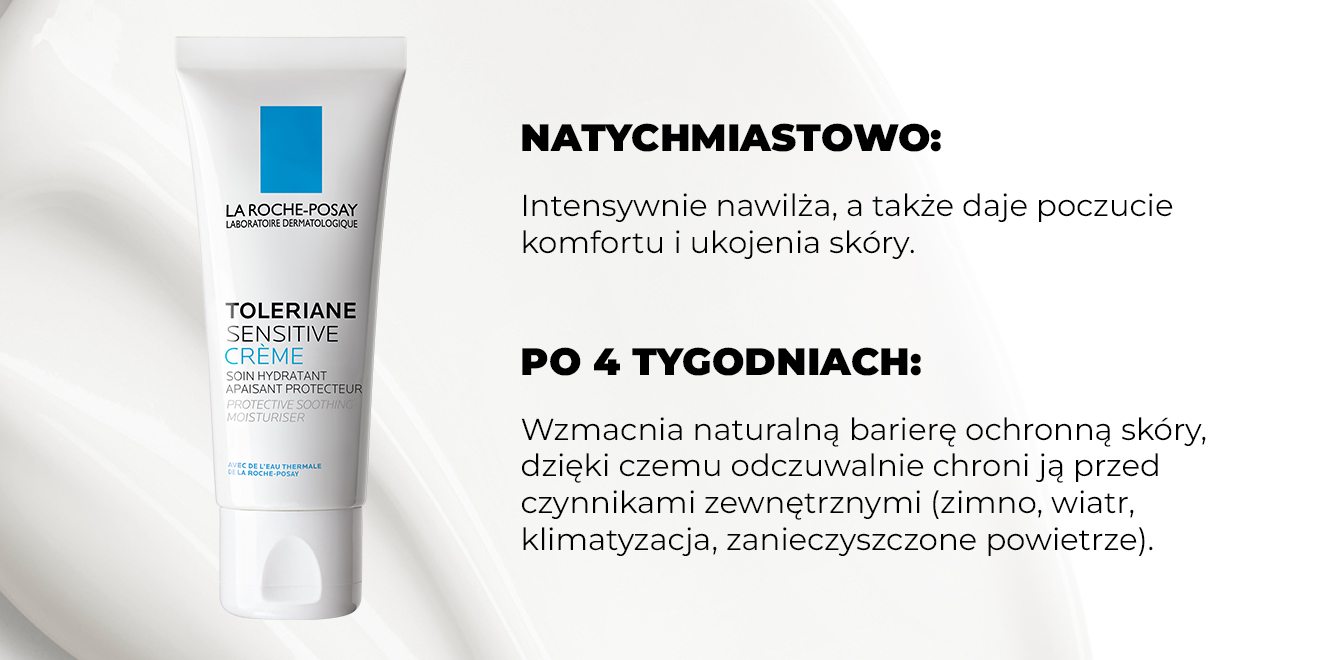 LA ROCHE-POSAY
LABORATOIRE DERMATOLOGIQUE
TOLERIANE
SENSITIVE
CRÈME
SOIN HYDRATANT
APAISANT PROTECTEUR
PROTECTIVE SOOTHING
MOISTURISER
AVEC DE L'EAU THERMALE
DE LA ROCHE-POSAY
NATYCHMIASTOWO:
Intensywnie nawilża, a także daje poczucie
komfortu i ukojenia skóry.
PO 4 TYGODNIACH:
Wzmacnia naturalną barierę ochronną skóry,
dzięki czemu odczuwalnie chroni ją przed
czynnikami zewnętrznymi (zimno, wiatr,
klimatyzacja, zanieczyszczone powietrze).